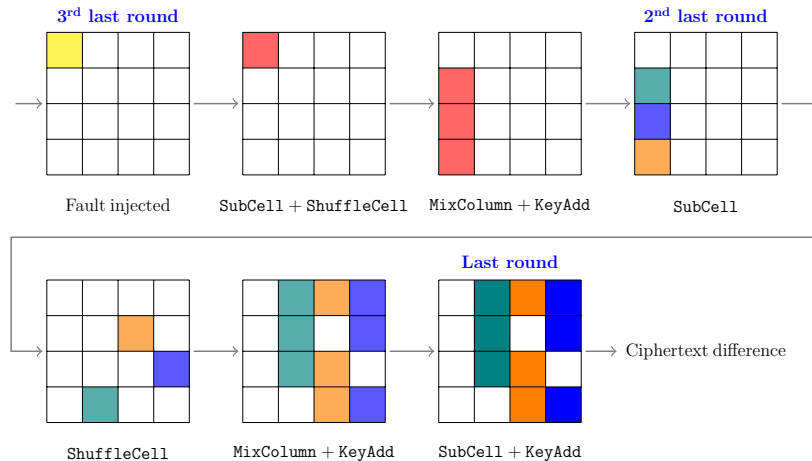 3rd last round
2nd last round
Fault injected
SubCell + ShuffleCell
MixColumn + KeyAdd
SubCell
Last round
Ciphertext difference
ShuffleCell
MixColumn + KeyAdd
SubCell + KeyAdd